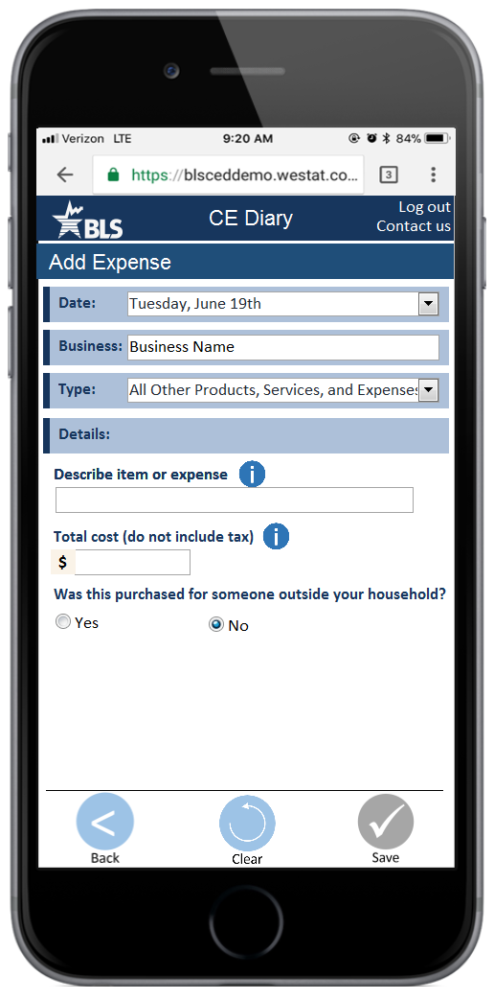 Verizon LTE 9:20 AM 84%
https://blsceddemo.westat.co... 3
BLS CE Diary Log out
Contact us
Add Expense
Date: Tuesday, June 19th
Business: Business Name
Type: All Other Products, Services, and Expenses
Details:
Describe item or expense i
Total cost (do not include tax) i
$
Was this purchased for someone outside your household?
Yes No
< 
Back Clear Save